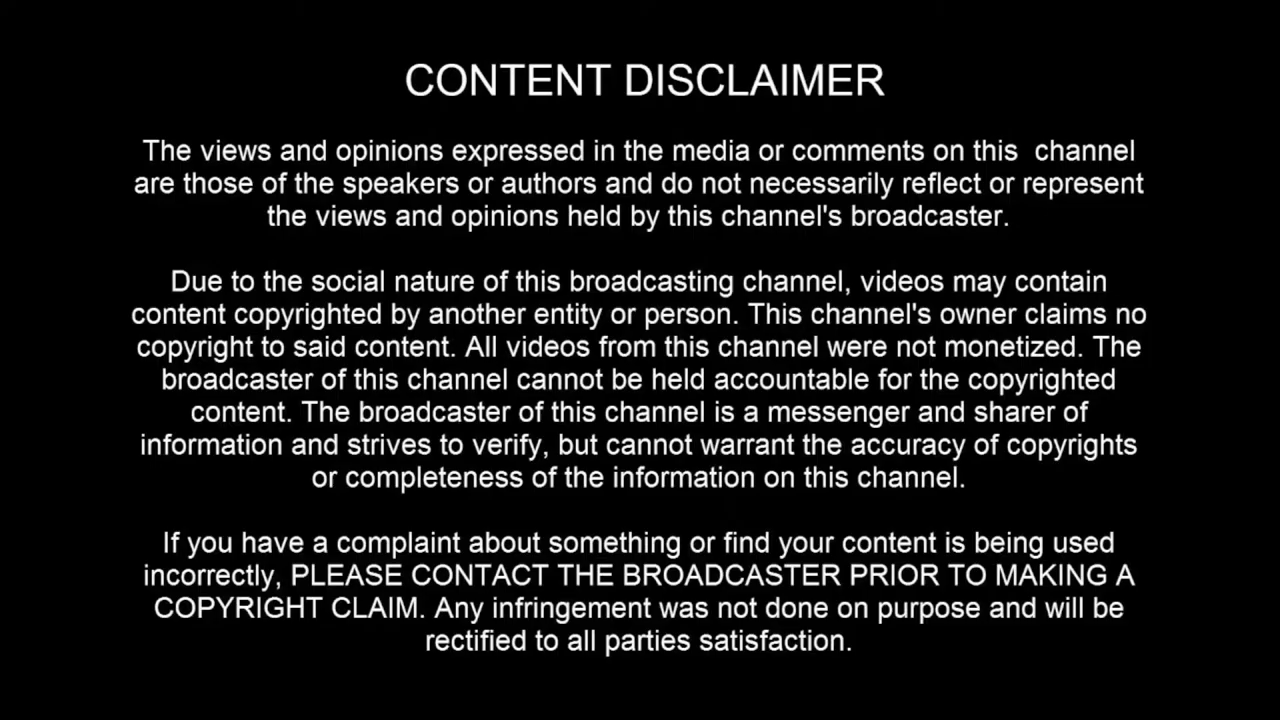 CONTENT DISCLAIMER
The views and opinions expressed in the media or comments on this  channel
are those of the speakers or authors and do not necessarily reflect or represent
the views and opinions held by this channel's broadcaster.
Due to the social nature of this broadcasting channel, videos may contain
content copyrighted by another entity or person. This channel's owner claims no
copyright to said content. All videos from this channel were not monetized. The
broadcaster of this channel cannot be held accountable for the copyrighted
content. The broadcaster of this channel is a messenger and sharer of
information and strives to verify, but cannot warrant the accuracy of copyrights
or completeness of the information on this channel.
If you have a complaint about something or find your content is being used
incorrectly, PLEASE CONTACT THE BROADCASTER PRIOR TO MAKING A
COPYRIGHT CLAIM. Any infringement was not done on purpose and will be
rectified to all parties satisfaction.